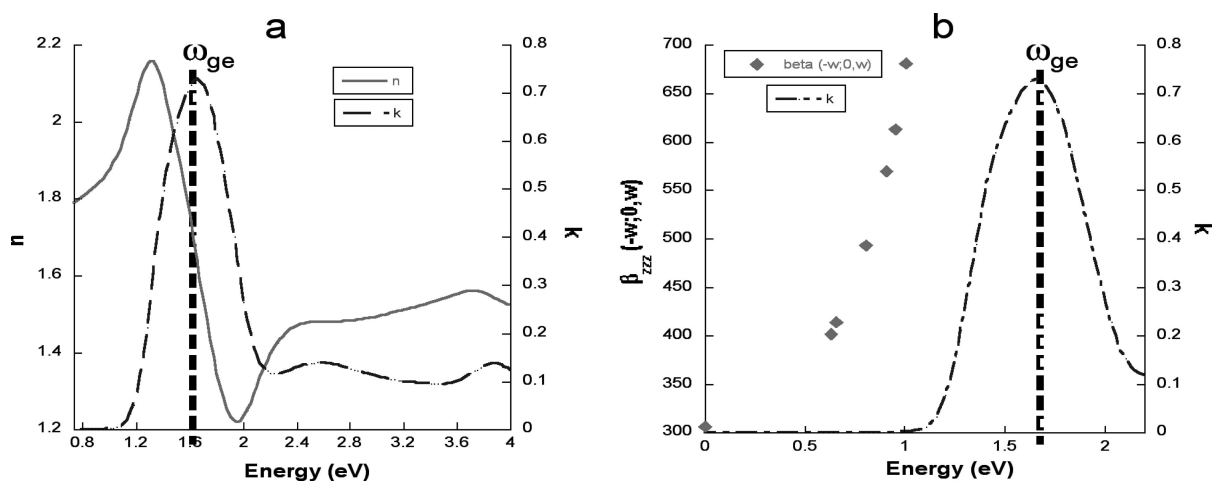 a
ω_ge
n
k
2.2
2
1.8
1.6
1.4
1.2
n
0.8
0.7
0.6
0.5
0.4
0.3
0.2
0.1
0
k
0.8 1.2 1.6 2 2.4 2.8 3.2 3.6 4
Energy (eV)
b
ω_ge
beta (-w;0,w)
k
700
650
600
550
500
450
400
350
300
β_zzz (-w;0,w)
0.8
0.7
0.6
0.5
0.4
0.3
0.2
0.1
0
k
0 0.5 1 1.5 2
Energy (eV)